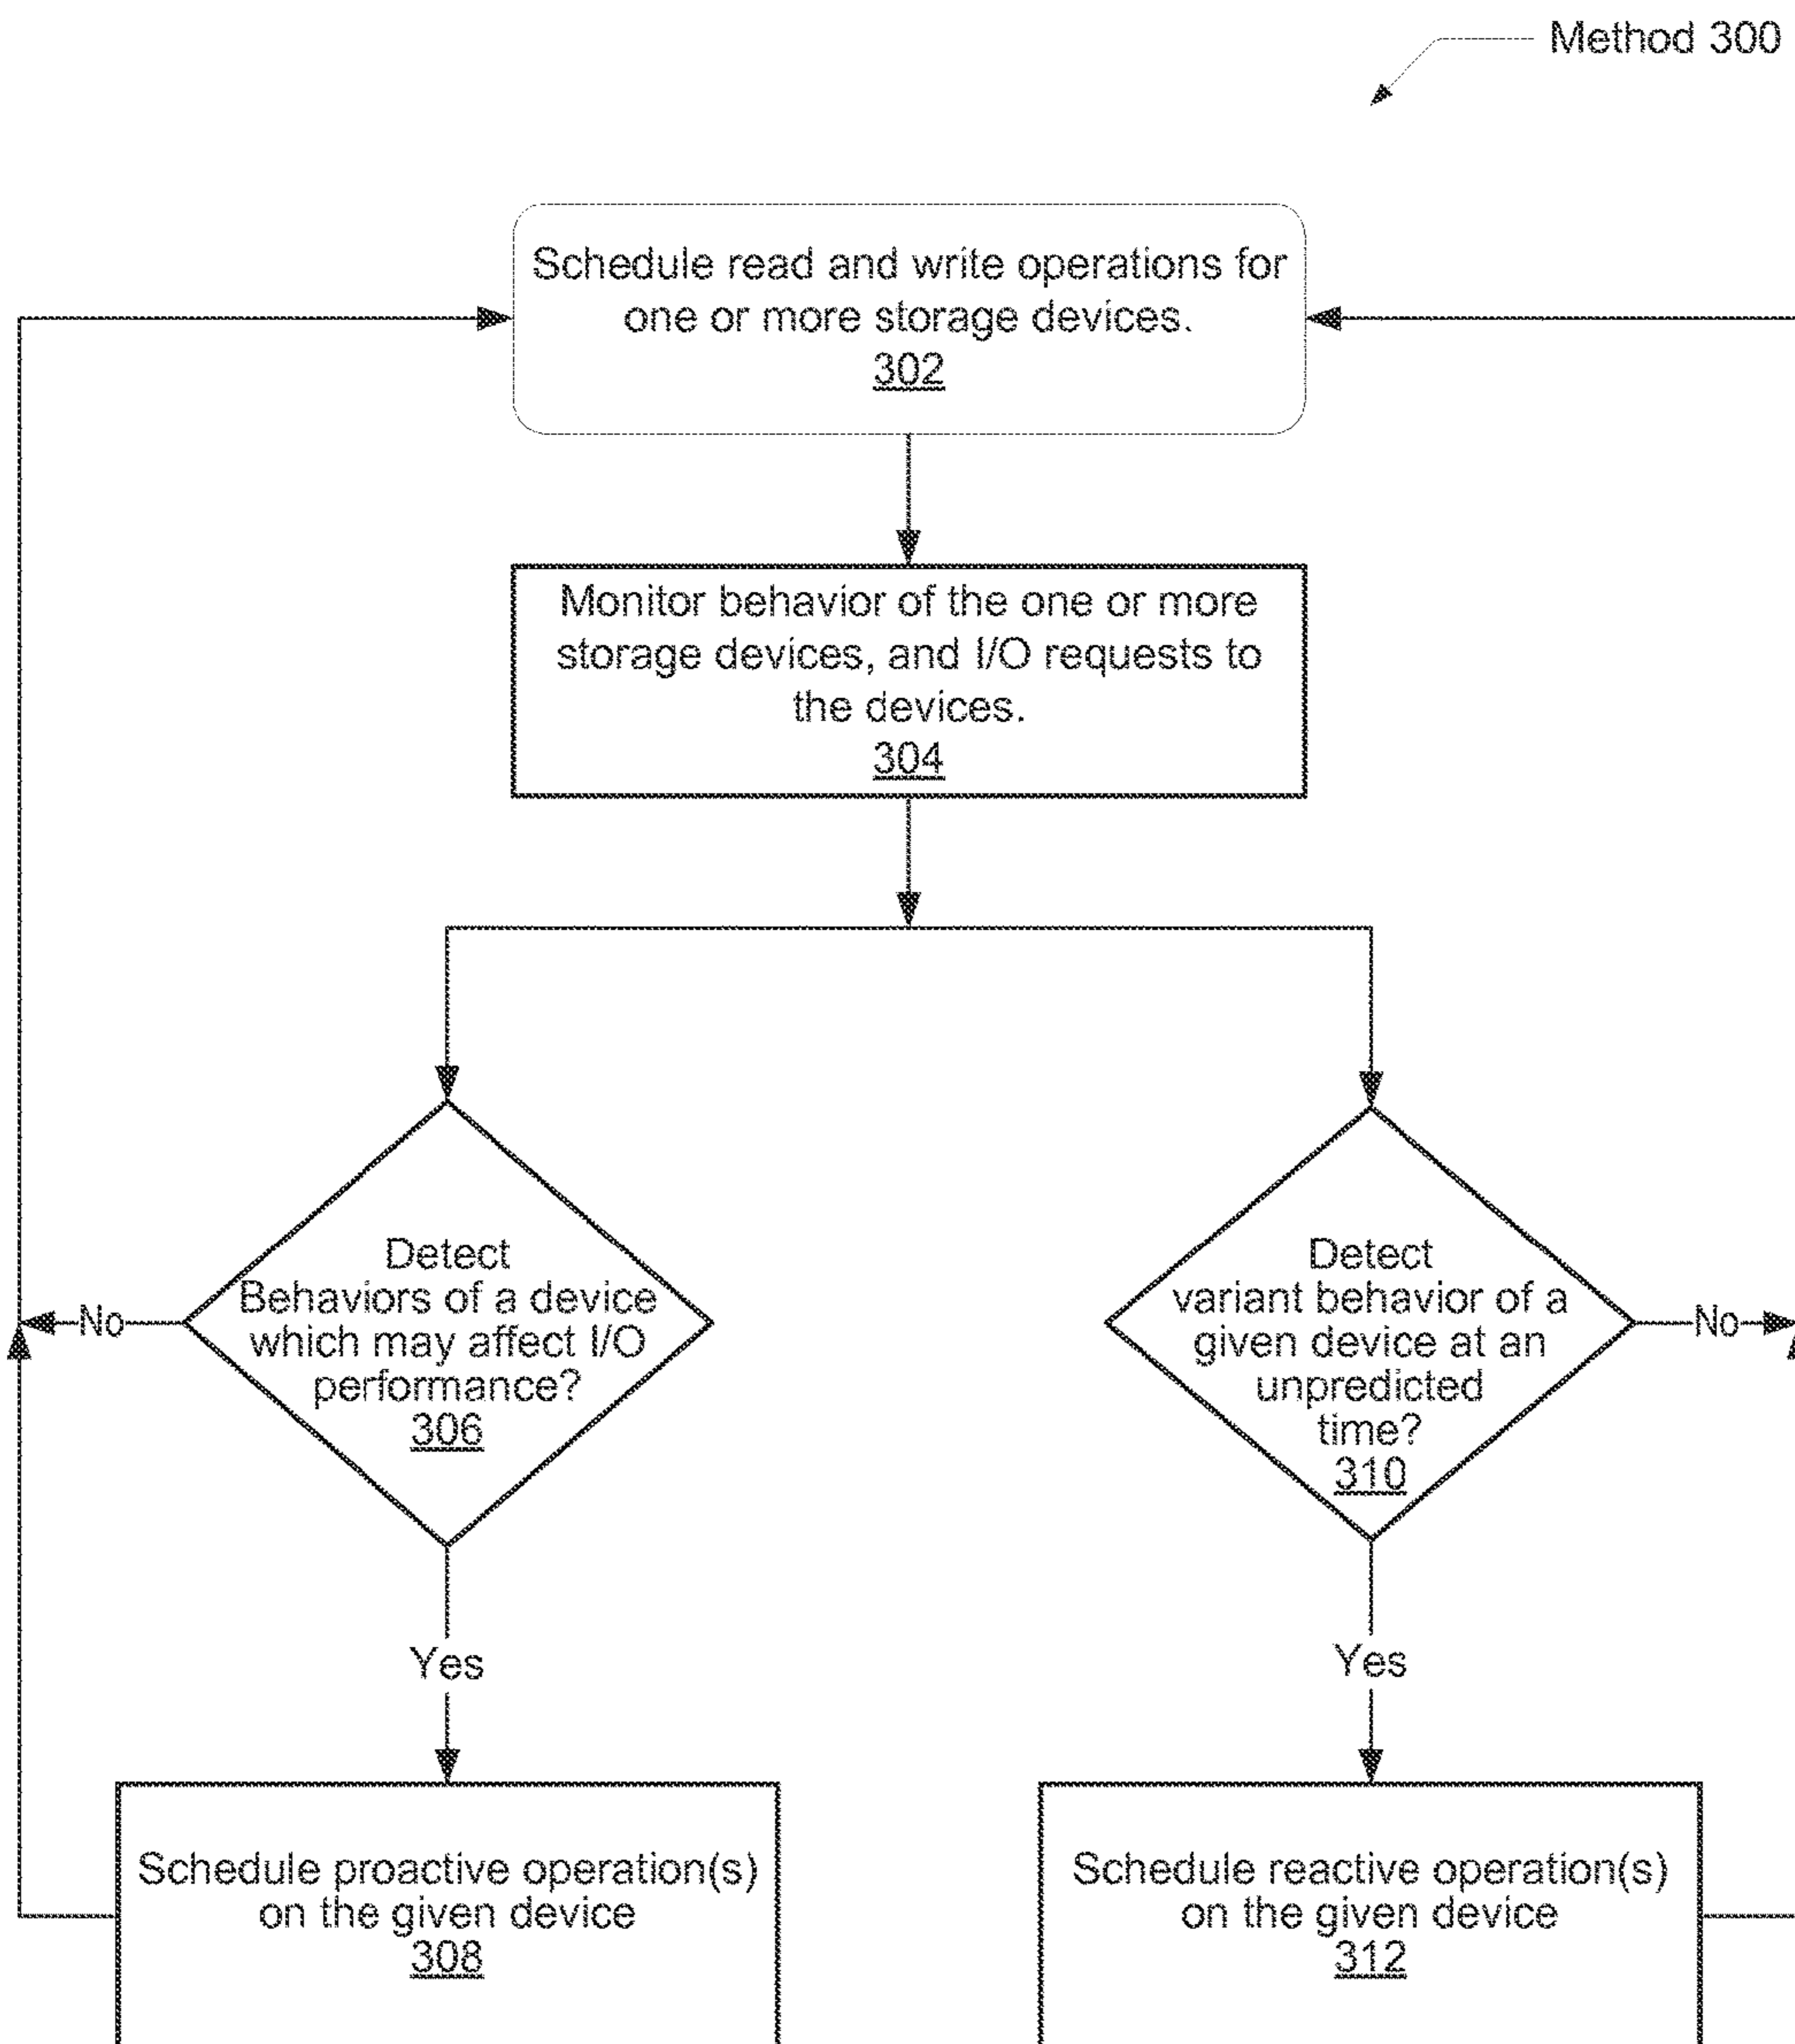 Method 300
Schedule read and write operations for
one or more storage devices.
302
Monitor behavior of the one or more
storage devices, and I/O requests to
the devices.
304
Detect
Behaviors of a device
which may affect I/O
performance?
306
No
Yes
Detect
variant behavior of a
given device at an
unpredicted
time?
310
No
Yes
Schedule proactive operation(s)
on the given device
308
Schedule reactive operation(s)
on the given device
312